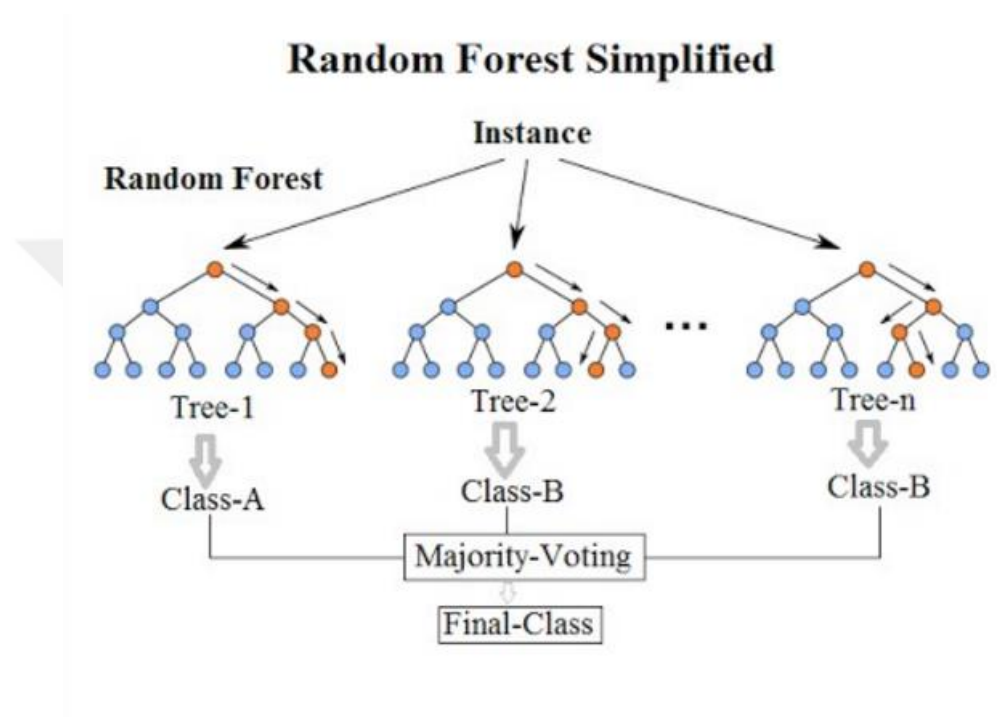 Random Forest Simplified
Instance
Random Forest
...
Tree-1
Tree-2
Tree-n
Class-A
Class-B
Class-B
Majority-Voting
Final-Class